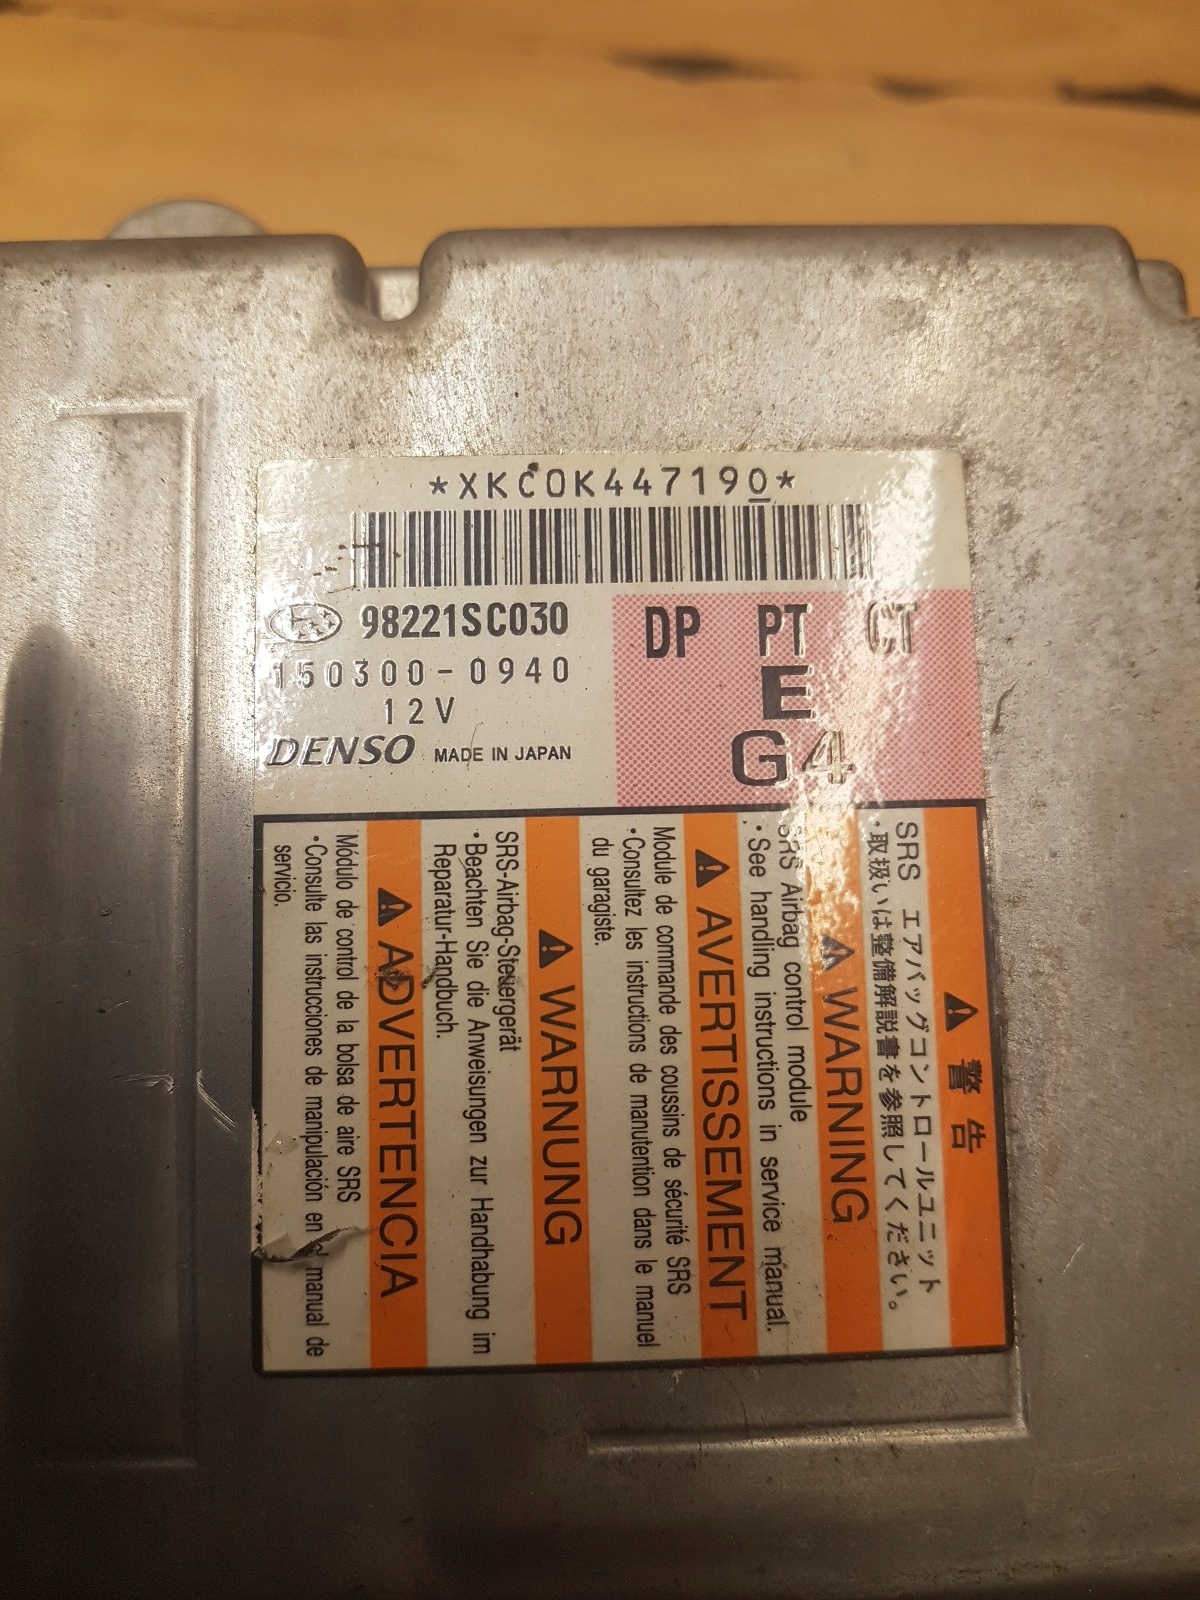 *XKC0K447190*
98221SC030
150300-0940
12V
DENSO MADE IN JAPAN
DP PT CT
E
G4
警告
SRS エアバッグコントロールユニット
・取扱いは整備解説書を参照してください。
WARNING
SRS Airbag control module
・See handling instructions in service manual.
AVERTISSEMENT
Module de commande des coussins de sécurité SRS
・Consultez les instructions de manutention dans le manuel
du garagiste.
WARNUNG
SRS-Airbag-Steuergerät
・Beachten Sie die Anweisungen zur Handhabung im
Reparatur-Handbuch.
ADVERTENCIA
Módulo de control de la bolsa de aire SRS
・Consulte las instrucciones de manipulación en el manual de
servicio.